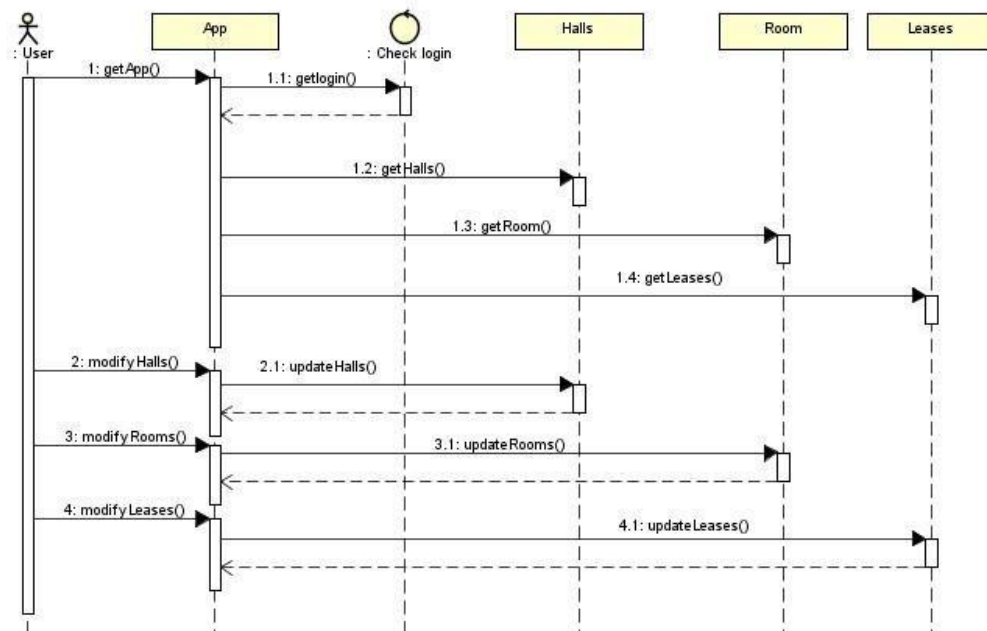 : User
App
: Check login
Halls
Room
Leases
1: getApp()
1.1: getlogin()
1.2: getHalls()
1.3: getRoom()
1.4: getLeases()
2: modifyHalls()
2.1: updateHalls()
3: modifyRooms()
3.1: updateRooms()
4: modifyLeases()
4.1: updateLeases()